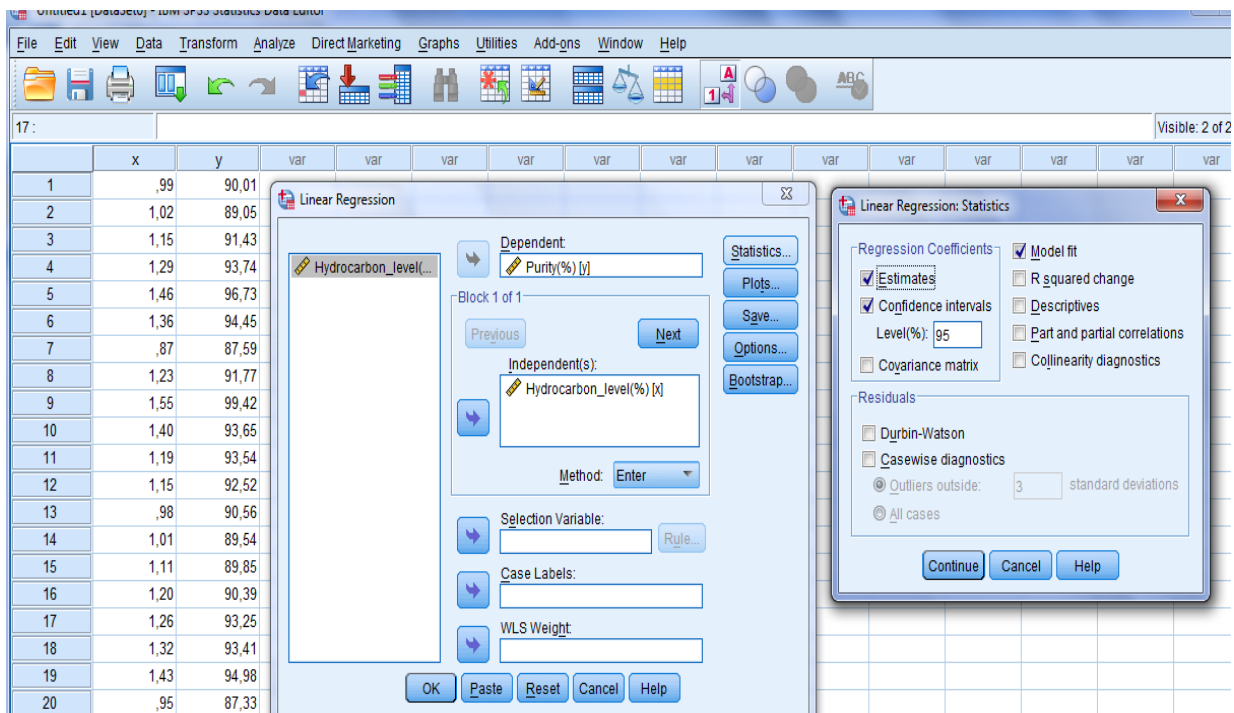 Untitled1 [DataSet0] - IBM SPSS Statistics Data Editor
File Edit View Data Transform Analyze Direct Marketing Graphs Utilities Add-ons Window Help
A
1
ABC
17 :
Visible: 2 of 2
x y var var var var var var var var var var var var var
1 ,99 90,01
2 1,02 89,05
3 1,15 91,43
4 1,29 93,74
5 1,46 96,73
6 1,36 94,45
7 ,87 87,59
8 1,23 91,77
9 1,55 99,42
10 1,40 93,65
11 1,19 93,54
12 1,15 92,52
13 ,98 90,56
14 1,01 89,54
15 1,11 89,85
16 1,20 90,39
17 1,26 93,25
18 1,32 93,41
19 1,43 94,98
20 ,95 87,33
Linear Regression
Hydrocarbon_level(...
Dependent:
Purity(%) [y]
Block 1 of 1
Previous
Next
Independent(s):
Hydrocarbon_level(%) [x]
Method: Enter
Selection Variable:
Rule...
Case Labels:
WLS Weight:
Statistics...
Plots...
Save...
Options...
Bootstrap...
OK Paste Reset Cancel Help
Linear Regression: Statistics
Regression Coefficients
Estimates
Confidence intervals
Level(%): 95
Covariance matrix
Model fit
R squared change
Descriptives
Part and partial correlations
Collinearity diagnostics
Residuals
Durbin-Watson
Casewise diagnostics
Outliers outside: 3 standard deviations
All cases
Continue Cancel Help